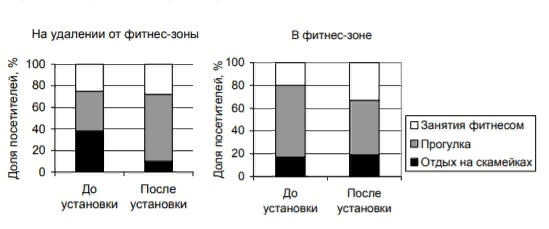 На удалении от фитнес-зоны
Доля посетителей, %
100
80
60
40
20
0
До установки
После установки
В фитнес-зоне
Доля посетителей, %
100
80
60
40
20
0
До установки
После установки
Занятия фитнесом
Прогулка
Отдых на скамейках